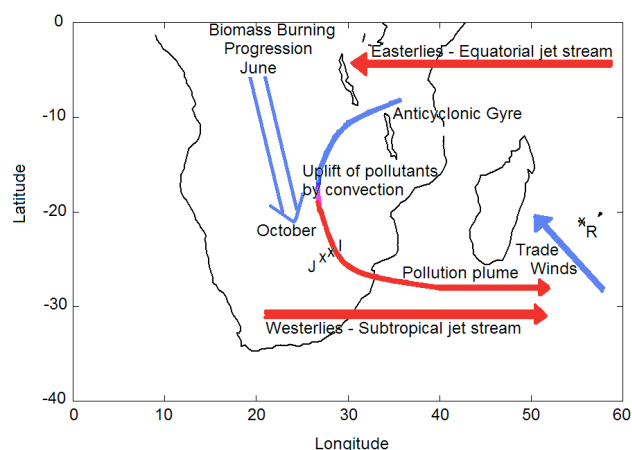 Biomass Burning
Progression
June
Easterlies - Equatorial jet stream
Anticyclonic Gyre
Uplift of pollutants
by convection
October
R
Trade
Winds
J x x I
Pollution plume
Westerlies - Subtropical jet stream
0
-10
-20
-30
-40
Latitude
0
10
20
30
40
50
60
Longitude